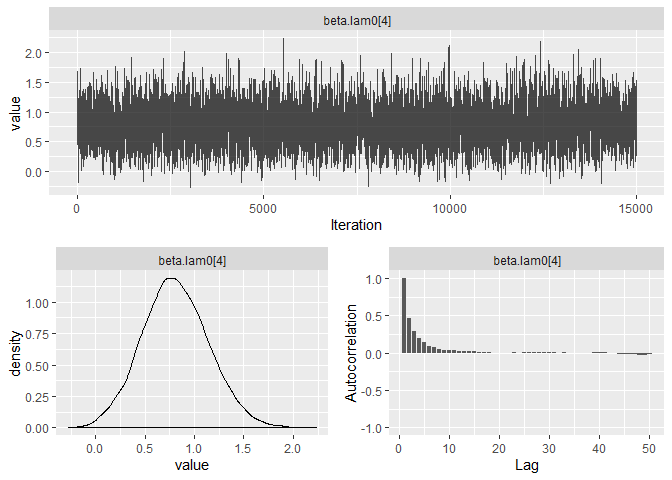 beta.lam0[4]
value
2.0
1.5
1.0
0.5
0.0
0 5000 10000 15000
Iteration
beta.lam0[4]
density
1.00
0.75
0.50
0.25
0.00
0.0 0.5 1.0 1.5 2.0
value
beta.lam0[4]
Autocorrelation
1.0
0.5
0.0
-0.5
-1.0
0 10 20 30 40 50
Lag